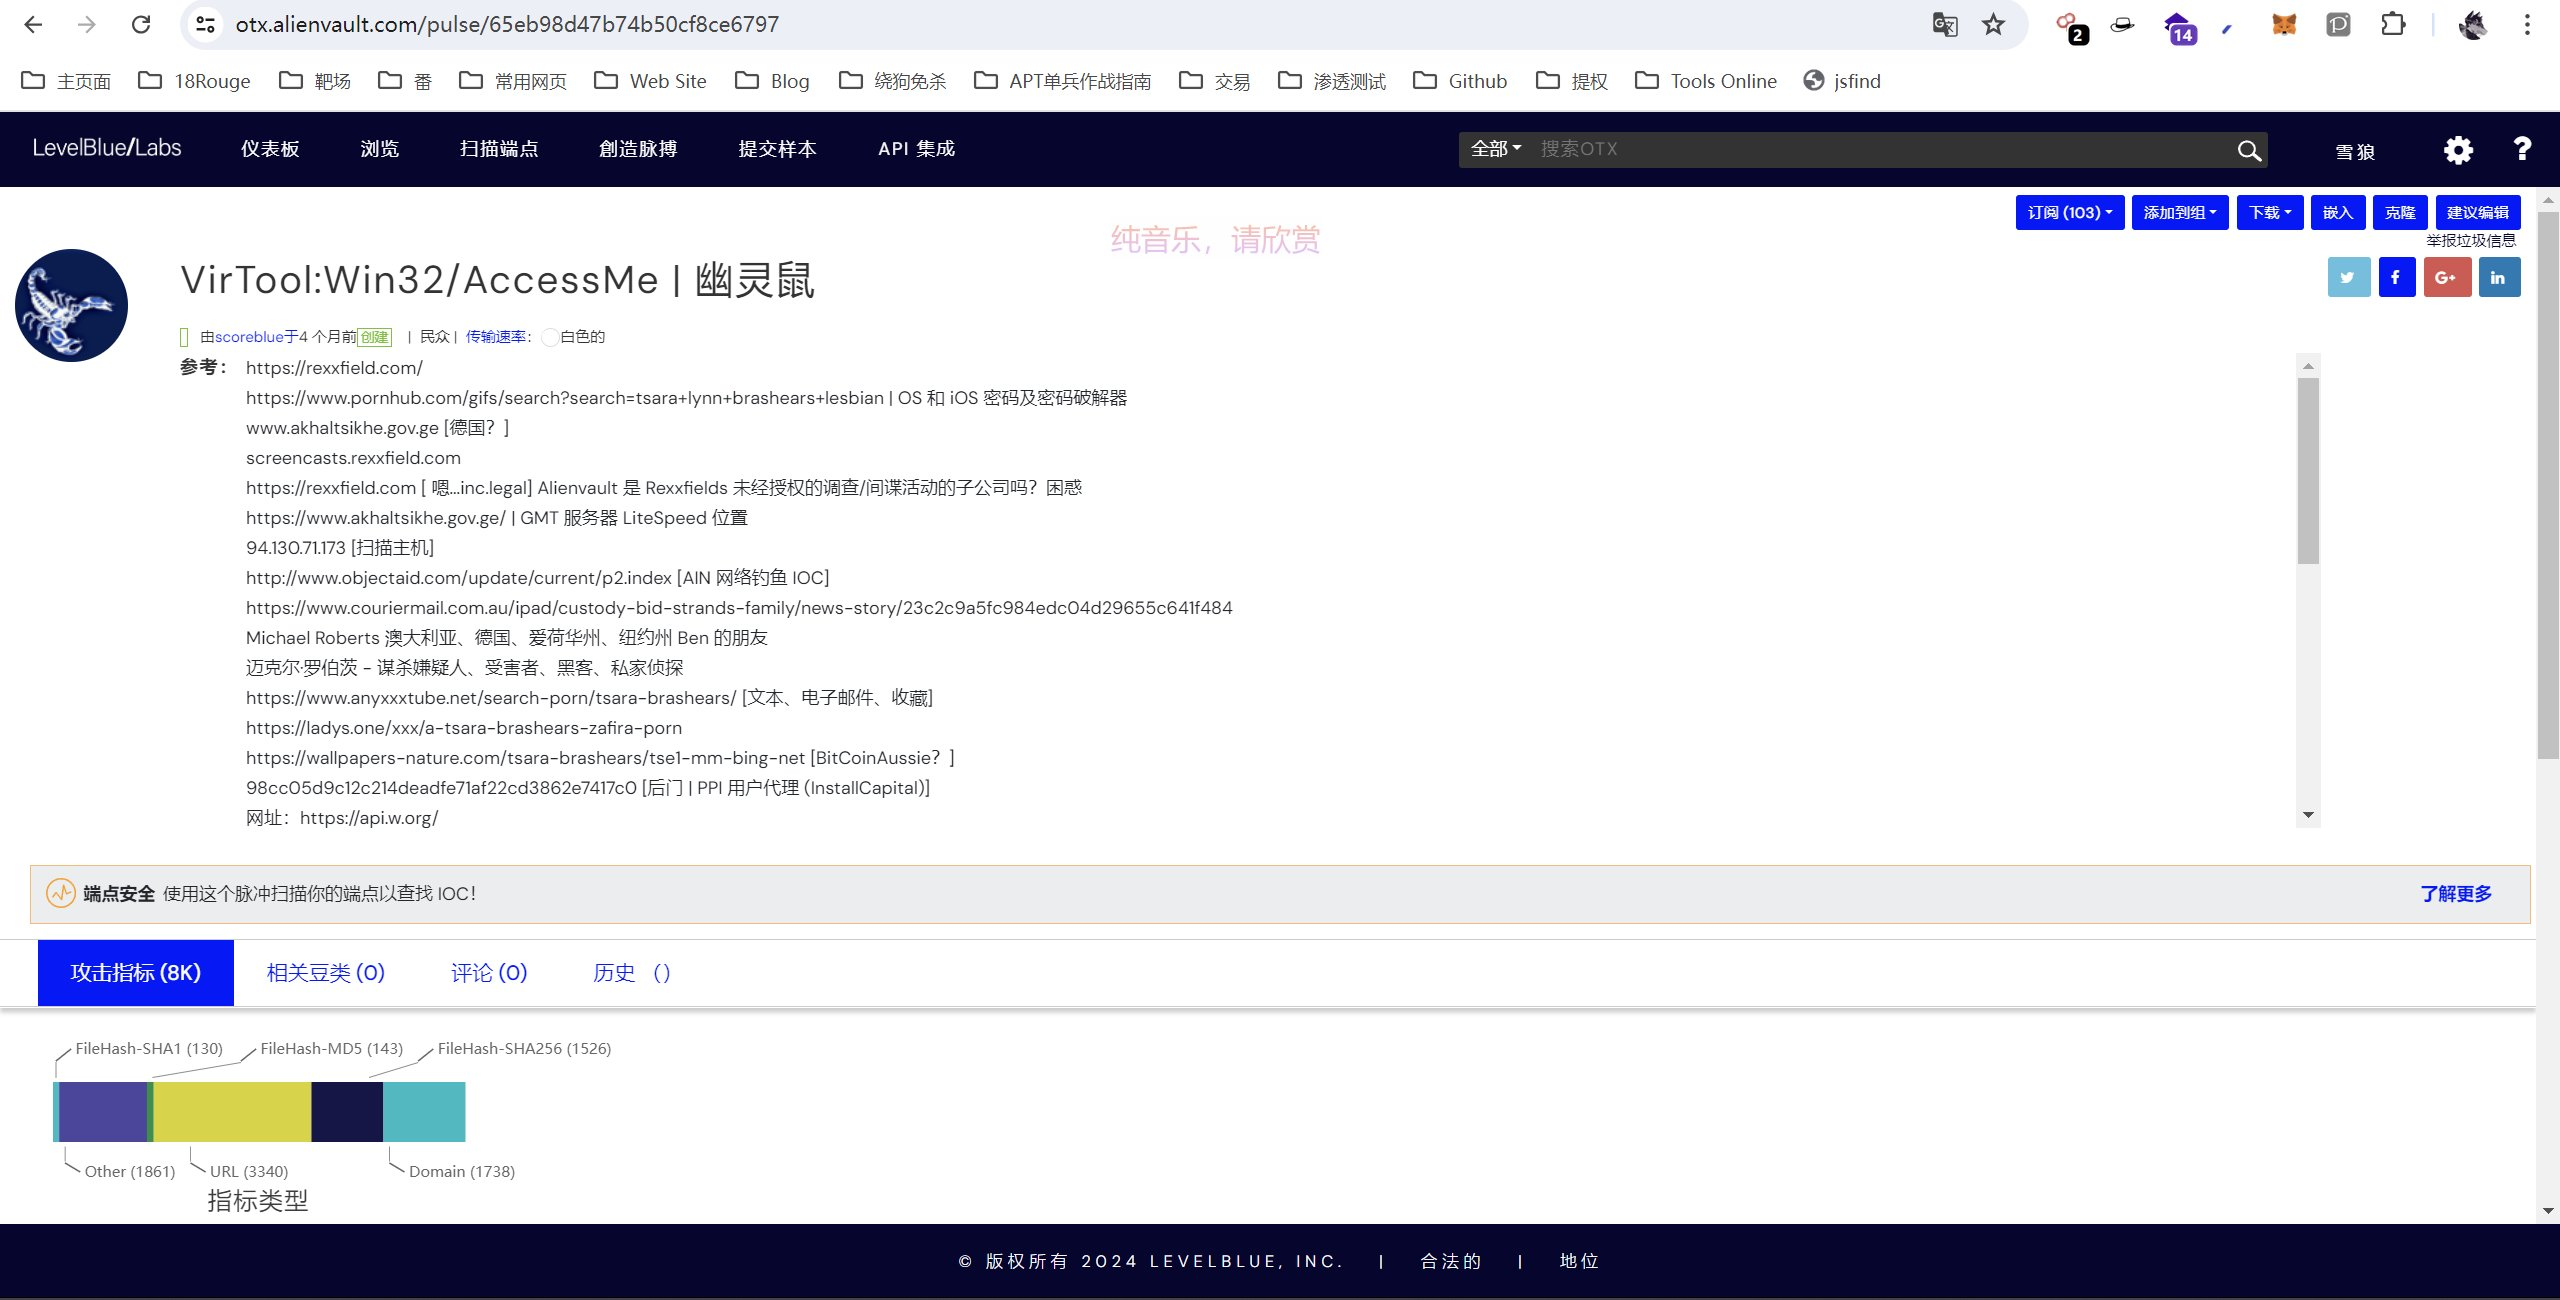 otx.alienvault.com/pulse/65eb98d47b74b50cf8ce6797
2
14
主页面 18Rouge 靶场 番 常用网页 Web Site Blog 绕狗免杀 APT单兵作战指南 交易 渗透测试 Github 提权 Tools Online jsfind
LevelBlue/Labs 仪表板 浏览 扫描端点 創造脈搏 提交样本 API 集成 全部 搜索OTX 雪狼 ?
订阅 (103) 添加到组 下载 嵌入 克隆 建议编辑
纯音乐，请欣赏
举报垃圾信息
VirTool:Win32/AccessMe | 幽灵鼠
由scoreblue于4 个月前创建 | 民众 | 传输速率： 白色的
参考：
https://rexxfield.com/
https://www.pornhub.com/gifs/search?search=tsara+lynn+brashears+lesbian | OS 和 iOS 密码及密码破解器
www.akhaltsikhe.gov.ge [德国？]
screencasts.rexxfield.com
https://rexxfield.com [ 嗯...inc.legal] Alienvault 是 Rexxfields 未经授权的调查/间谍活动的子公司吗？困惑
https://www.akhaltsikhe.gov.ge/ | GMT 服务器 LiteSpeed 位置
94.130.71.173 [扫描主机]
http://www.objectaid.com/update/current/p2.index [AIN 网络钓鱼 IOC]
https://www.couriermail.com.au/ipad/custody-bid-strands-family/news-story/23c2c9a5fc984edc04d29655c641f484
Michael Roberts 澳大利亚、德国、爱荷华州、纽约州 Ben 的朋友
迈克尔·罗伯茨 - 谋杀嫌疑人、受害者、黑客、私家侦探
https://www.anyxxxtube.net/search-porn/tsara-brashears/ [文本、电子邮件、收藏]
https://ladys.one/xxx/a-tsara-brashears-zafira-porn
https://wallpapers-nature.com/tsara-brashears/tse1-mm-bing-net [BitCoinAussie？]
98cc05d9c12c214deadfe71af22cd3862e7417c0 [后门 | PPI 用户代理 (InstallCapital)]
网址：https://api.w.org/
端点安全 使用这个脉冲扫描你的端点以查找 IOC！ 了解更多
攻击指标 (8K) 相关豆类 (0) 评论 (0) 历史 （）
FileHash-SHA1 (130) FileHash-MD5 (143) FileHash-SHA256 (1526)
Other (1861) URL (3340) Domain (1738)
指标类型
© 版权所有 2024 LEVELBLUE, INC. | 合法的 | 地位